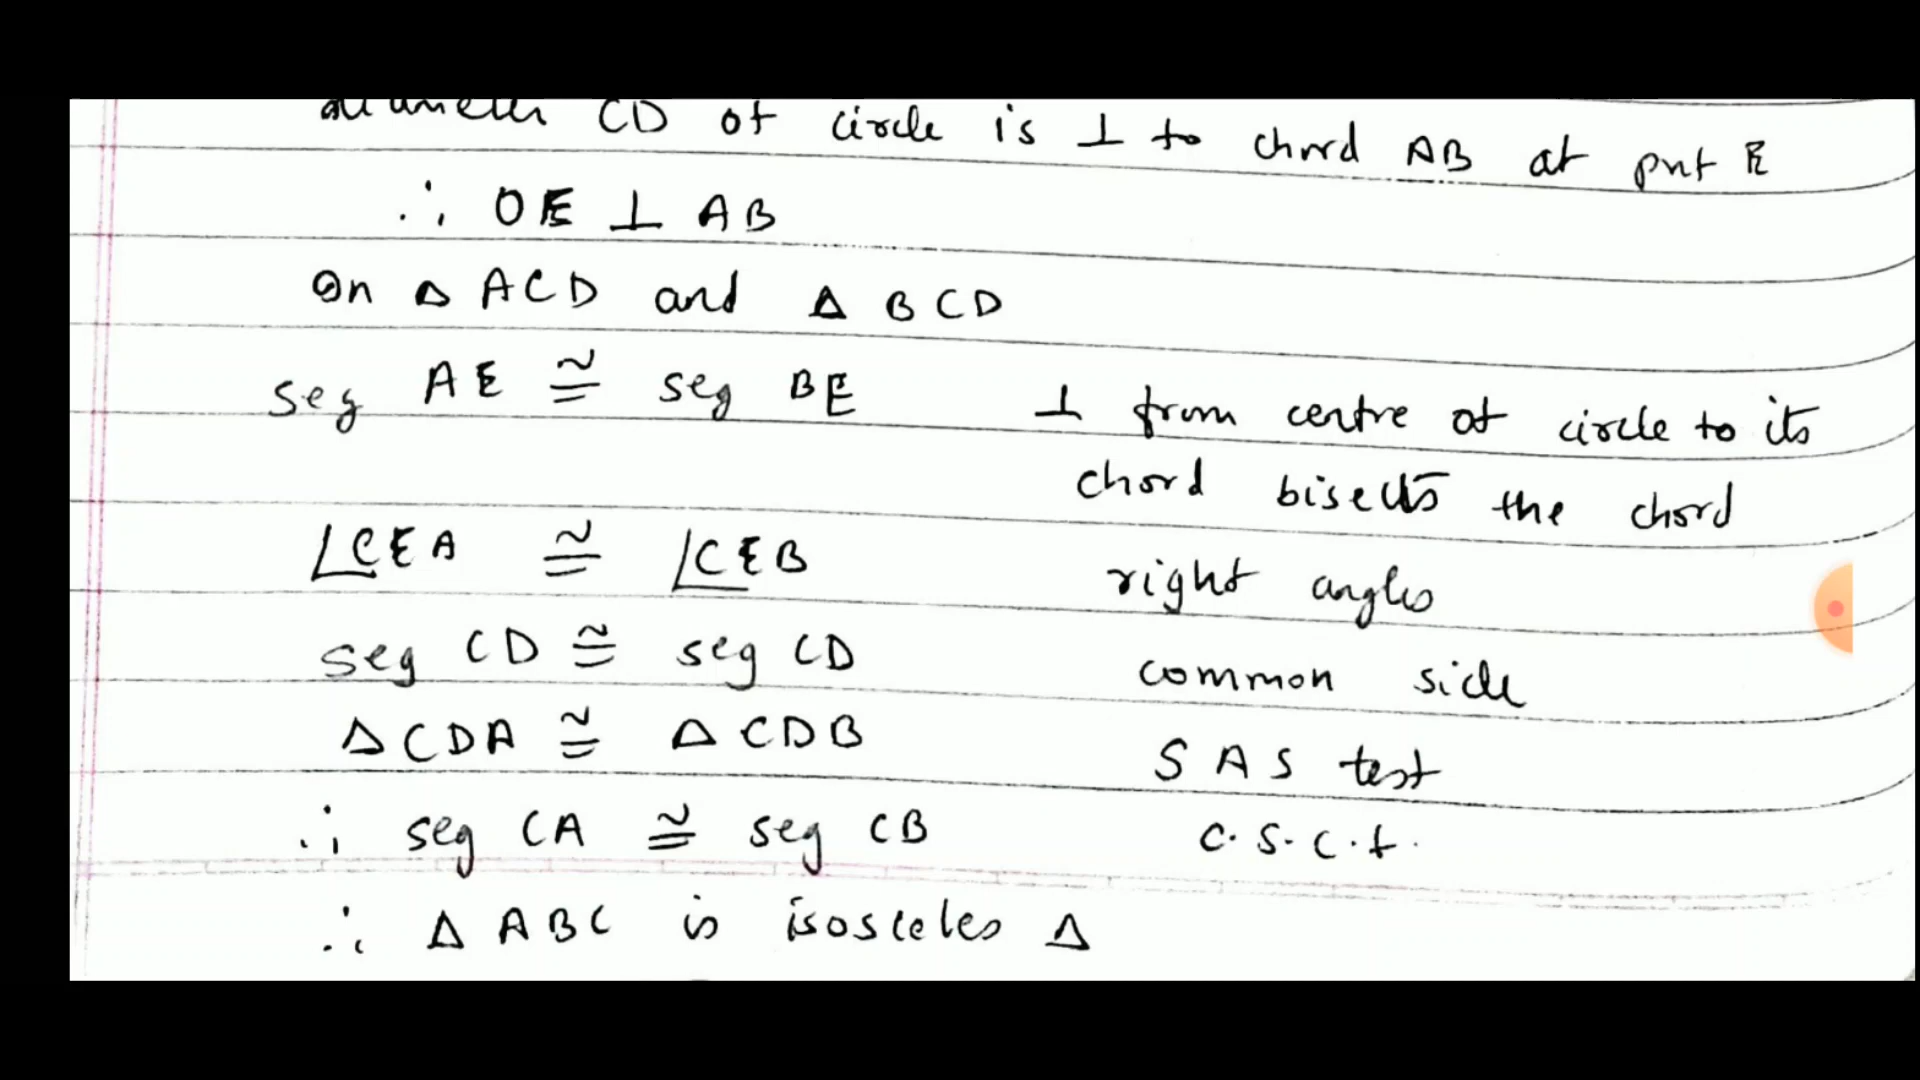 diameter CD of circle is ⊥ to chord AB at pnt E
∴ OE ⊥ AB
On △ ACD and △ BCD
seg AE ≅ seg BE ⊥ from centre of circle to its
chord bisects the chord
∠CEA ≅ ∠CEB right angles
seg CD ≅ seg CD common side
△ CDA ≅ △ CDB S A S test
∴ seg CA ≅ seg CB C.S.C.t.
∴ △ ABC is isosceles △